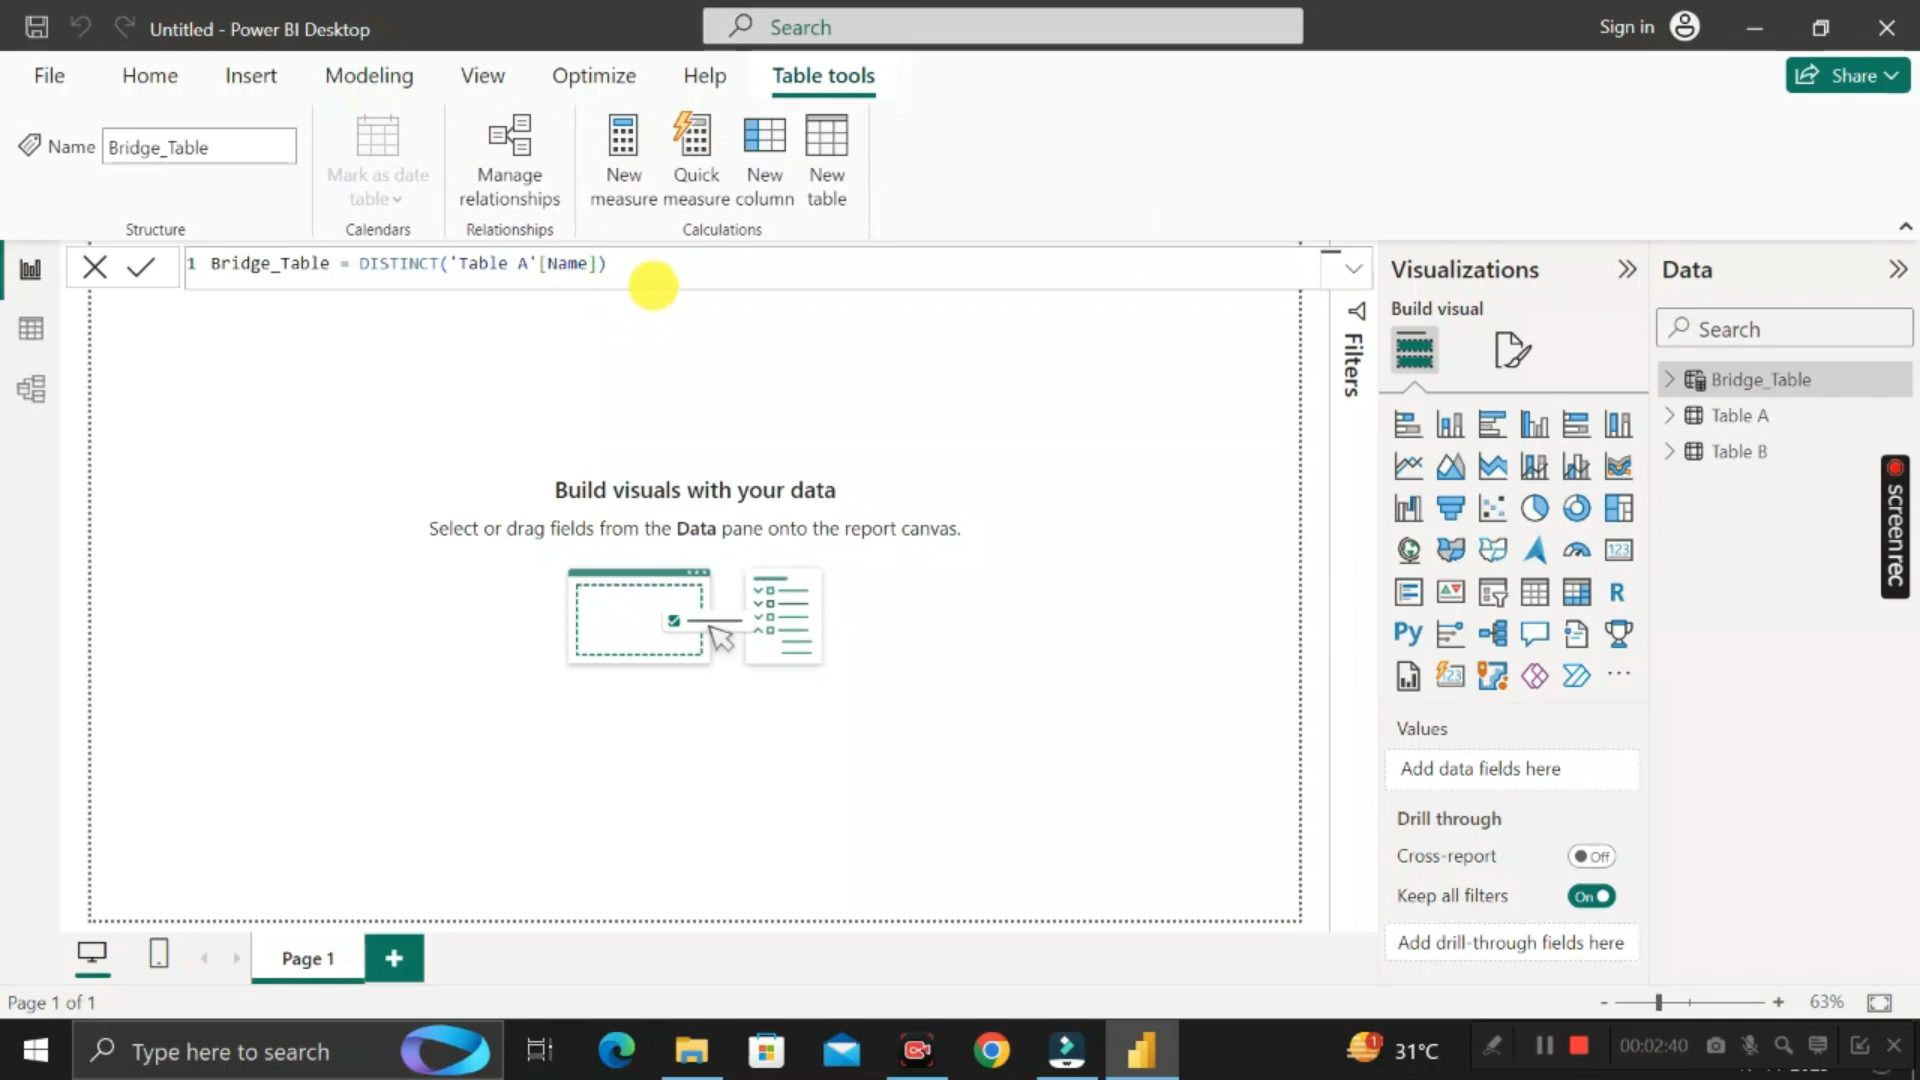 Untitled - Power BI Desktop
Search
Sign in
File Home Insert Modeling View Optimize Help Table tools
Share
Name Bridge_Table
Mark as date table
Manage relationships
New measure
Quick measure
New column
New table
Structure
Calendars
Relationships
Calculations
1 Bridge_Table = DISTINCT('Table A'[Name])
Filters
Visualizations
Build visual
Data
Search
Bridge_Table
Table A
Table B
Build visuals with your data
Select or drag fields from the Data pane onto the report canvas.
123
R
Py
123
Values
Add data fields here
Drill through
Cross-report Off
Keep all filters On
Add drill-through fields here
screenrec
Page 1
Page 1 of 1
- + 63%
Type here to search
1
31°C
00:02:40